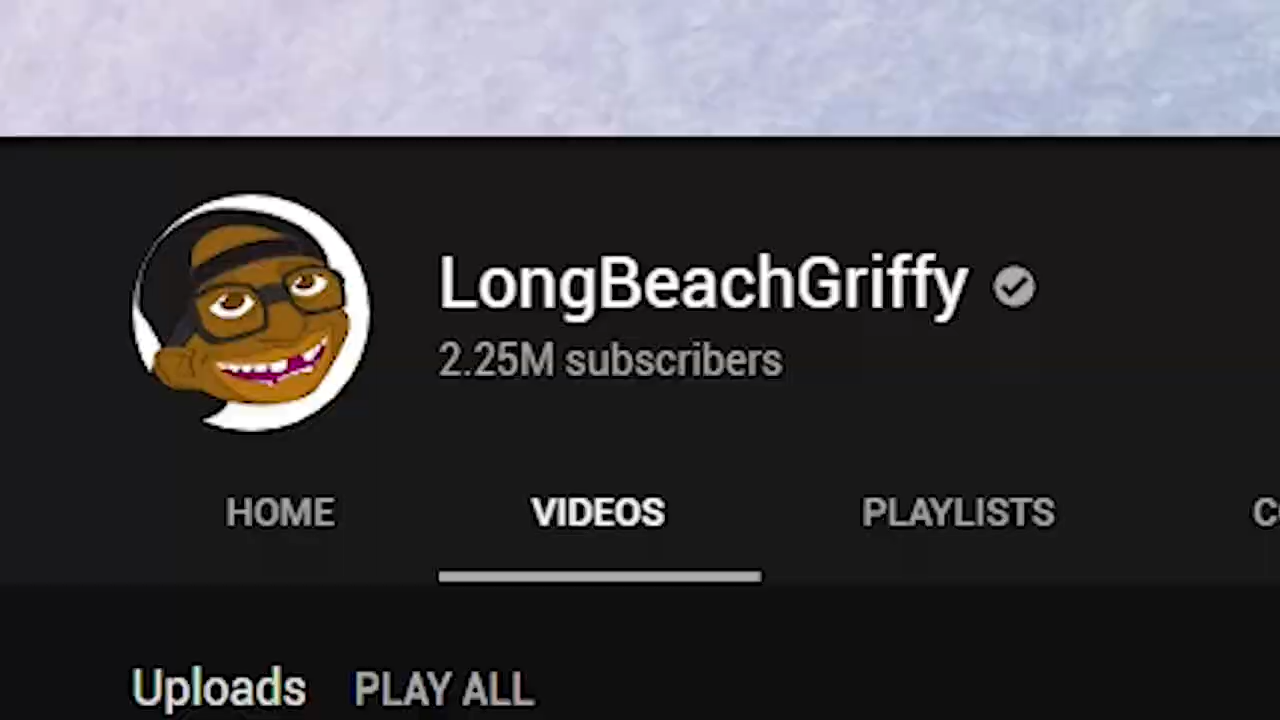 LongBeachGriffy
2.25M subscribers
HOME VIDEOS PLAYLISTS
Uploads PLAY ALL